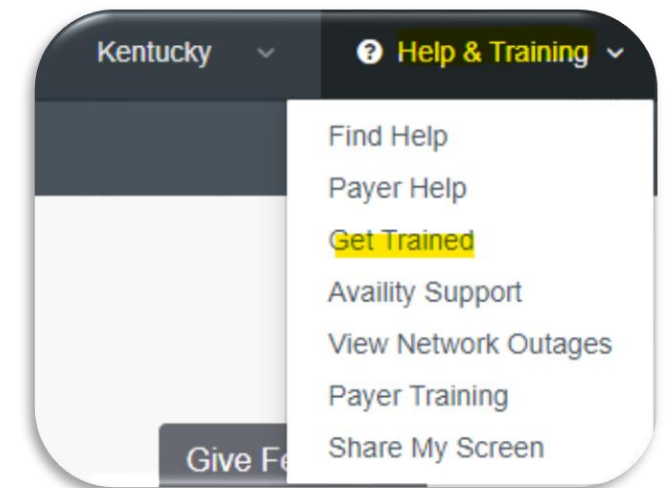 Kentucky
Help & Training
Find Help
Payer Help
Get Trained
Availity Support
View Network Outages
Payer Training
Share My Screen
Give